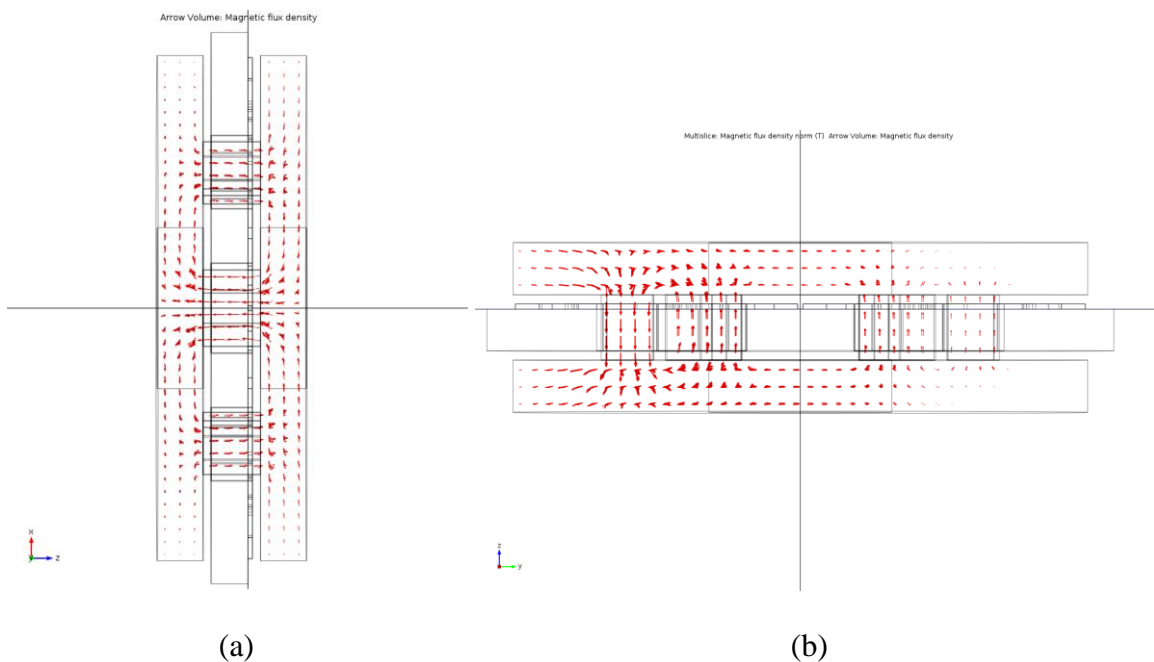 Arrow Volume: Magnetic flux density
Multislice: Magnetic flux density norm (T) Arrow Volume: Magnetic flux density
x
y
z
z
y
(a)
(b)